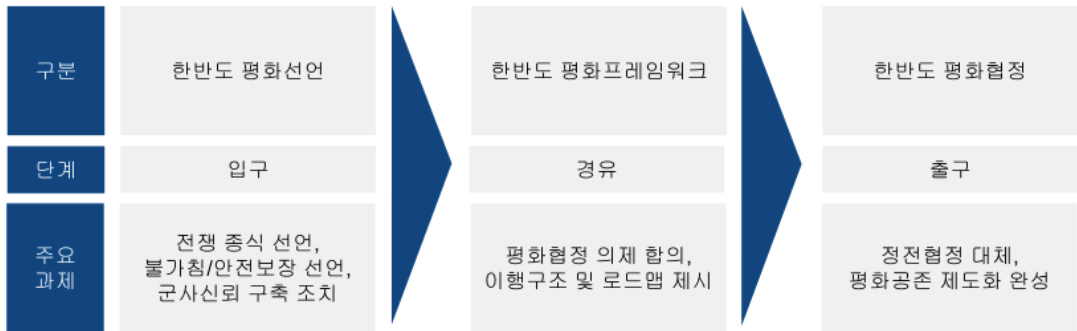 구분
한반도 평화선언
한반도 평화프레임워크
한반도 평화협정
단계
입구
경유
출구
주요
과제
전쟁 종식 선언,
불가침/안전보장 선언,
군사신뢰 구축 조치
평화협정 의제 합의,
이행구조 및 로드맵 제시
정전협정 대체,
평화공존 제도화 완성